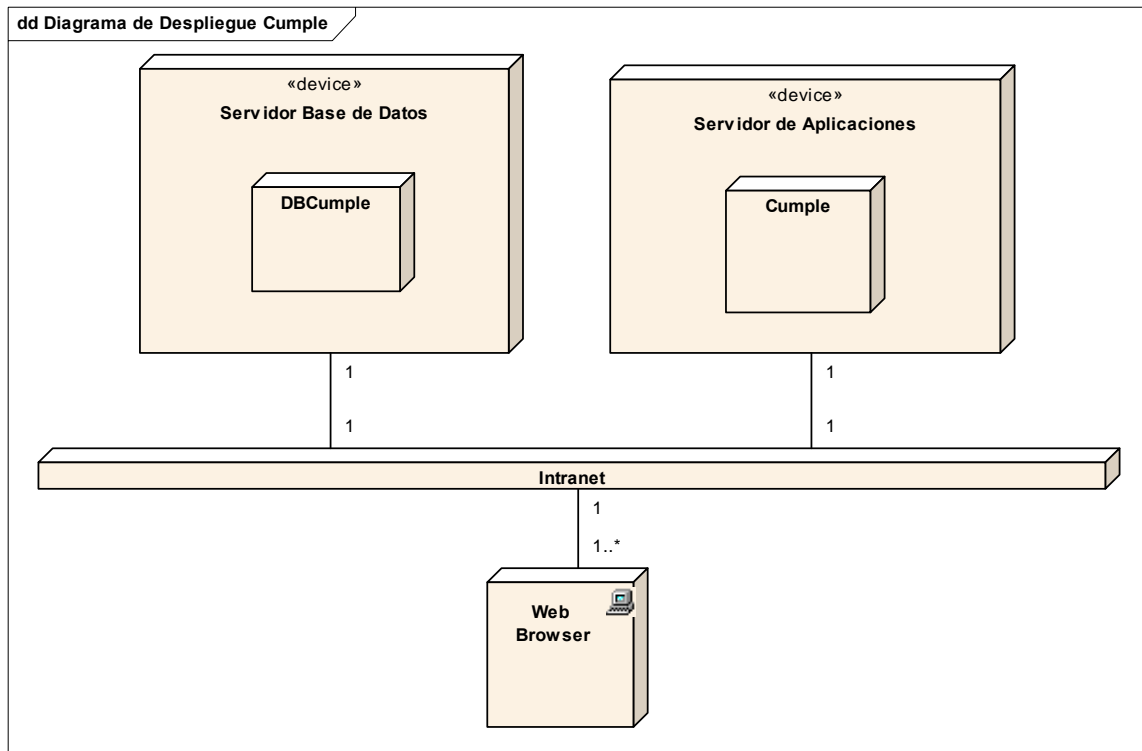 dd Diagrama de Despliegue Cumple
«device»
Servidor Base de Datos
DBCumple
«device»
Servidor de Aplicaciones
Cumple
1
1
1
1
Intranet
1
1..*
Web
Browser